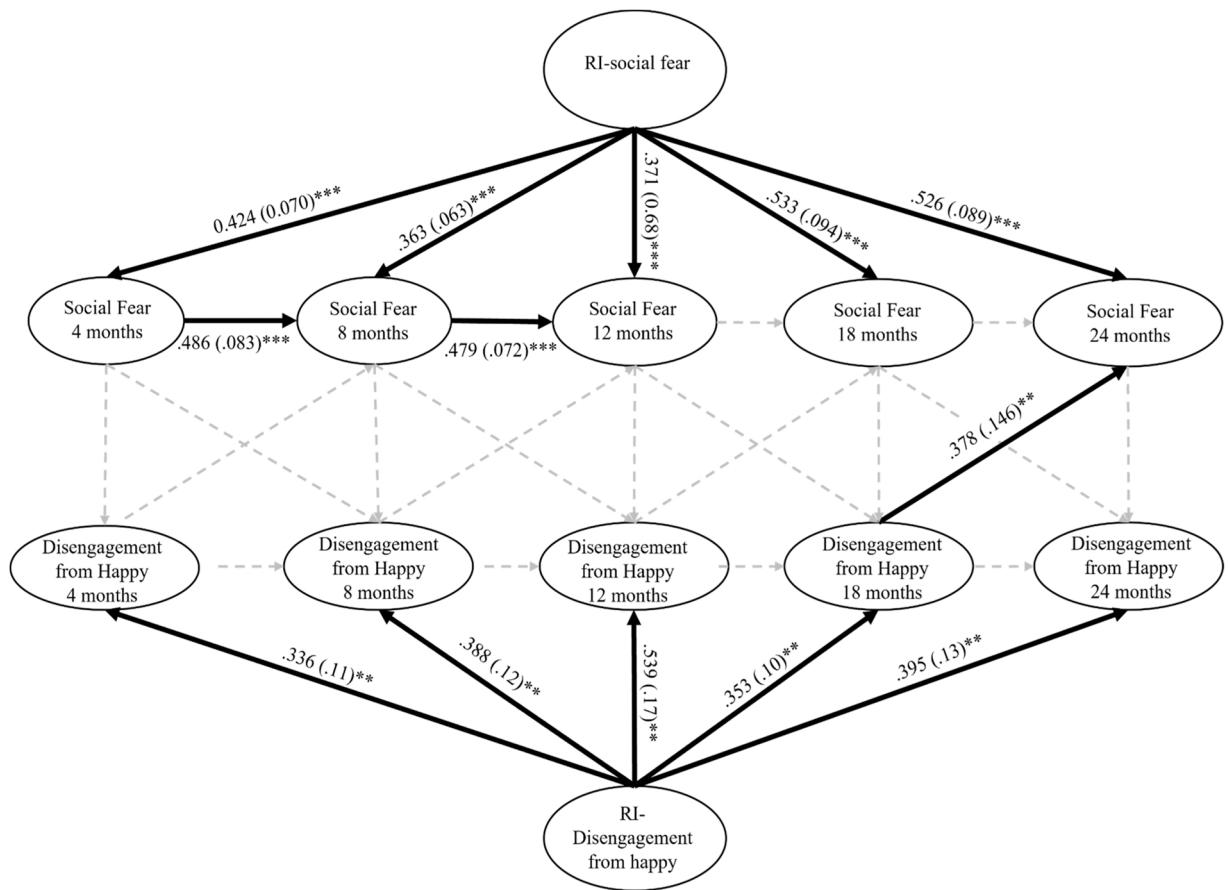 RI-social fear
0.424 (0.070)***
.363 (.063)***
.371 (0.68)***
.533 (.094)***
.526 (.089)***
Social Fear
4 months
Social Fear
8 months
Social Fear
12 months
Social Fear
18 months
Social Fear
24 months
.486 (.083)***
.479 (.072)***
.378 (.146)**
Disengagement
from Happy
4 months
Disengagement
from Happy
8 months
Disengagement
from Happy
12 months
Disengagement
from Happy
18 months
Disengagement
from Happy
24 months
.336 (.11)**
.388 (.12)**
.539 (.17)**
.353 (.10)**
.395 (.13)**
RI-
Disengagement
from happy